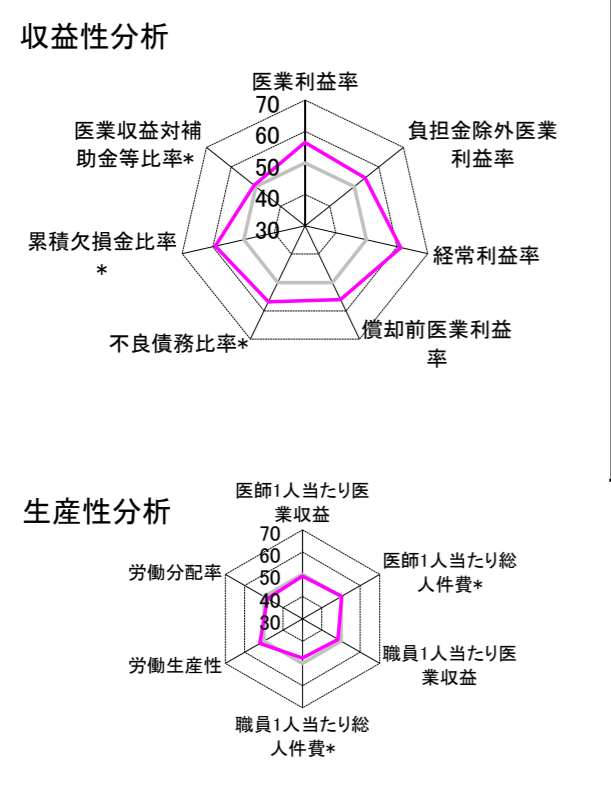 収益性分析
医業利益率
70
60
50
40
30
負担金除外医業
利益率
経常利益率
償却前医業利益
率
不良債務比率*
累積欠損金比率
*
医業収益対補
助金等比率*
生産性分析
医師1人当たり医
業収益
70
60
50
40
30
医師1人当たり総
人件費*
職員1人当たり医
業収益
職員1人当たり総
人件費*
労働生産性
労働分配率